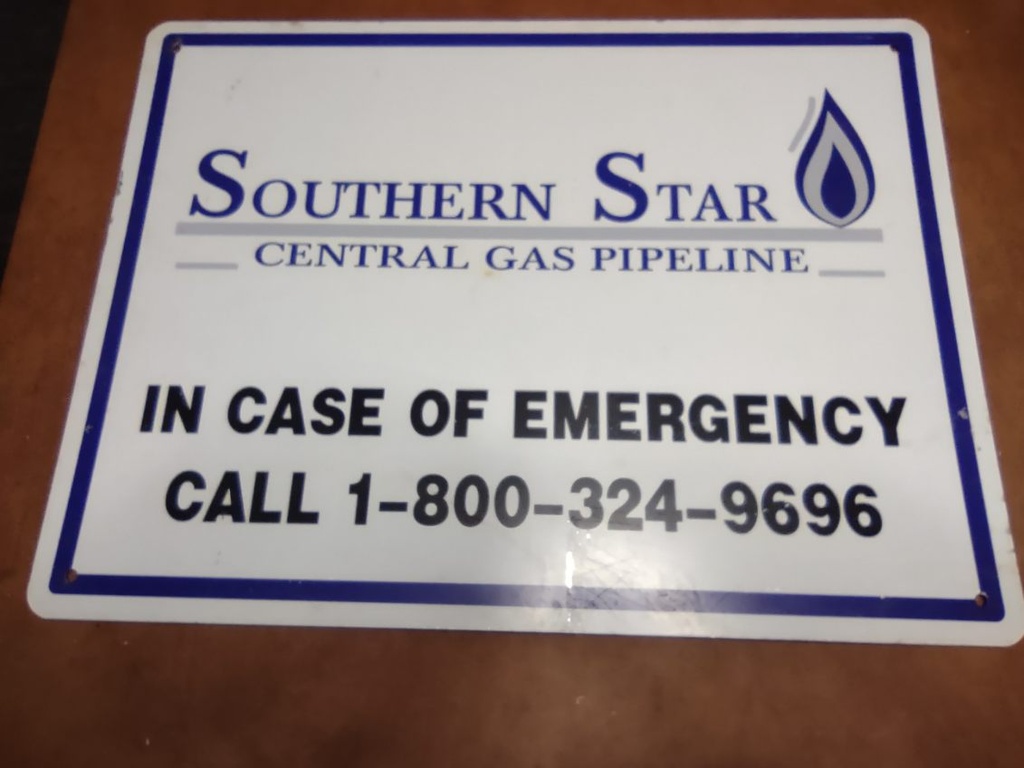 SOUTHERN STAR
CENTRAL GAS PIPELINE
IN CASE OF EMERGENCY
CALL 1-800-324-9696